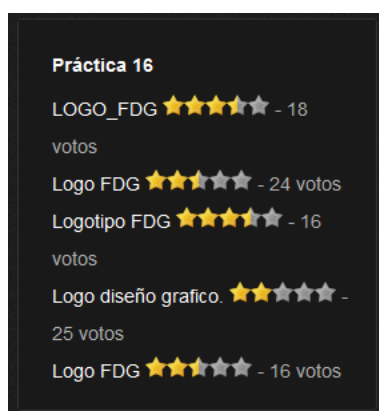 Práctica 16
LOGO_FDG - 18
votos
Logo FDG - 24 votos
Logotipo FDG - 16
votos
Logo diseño grafico. -
25 votos
Logo FDG - 16 votos